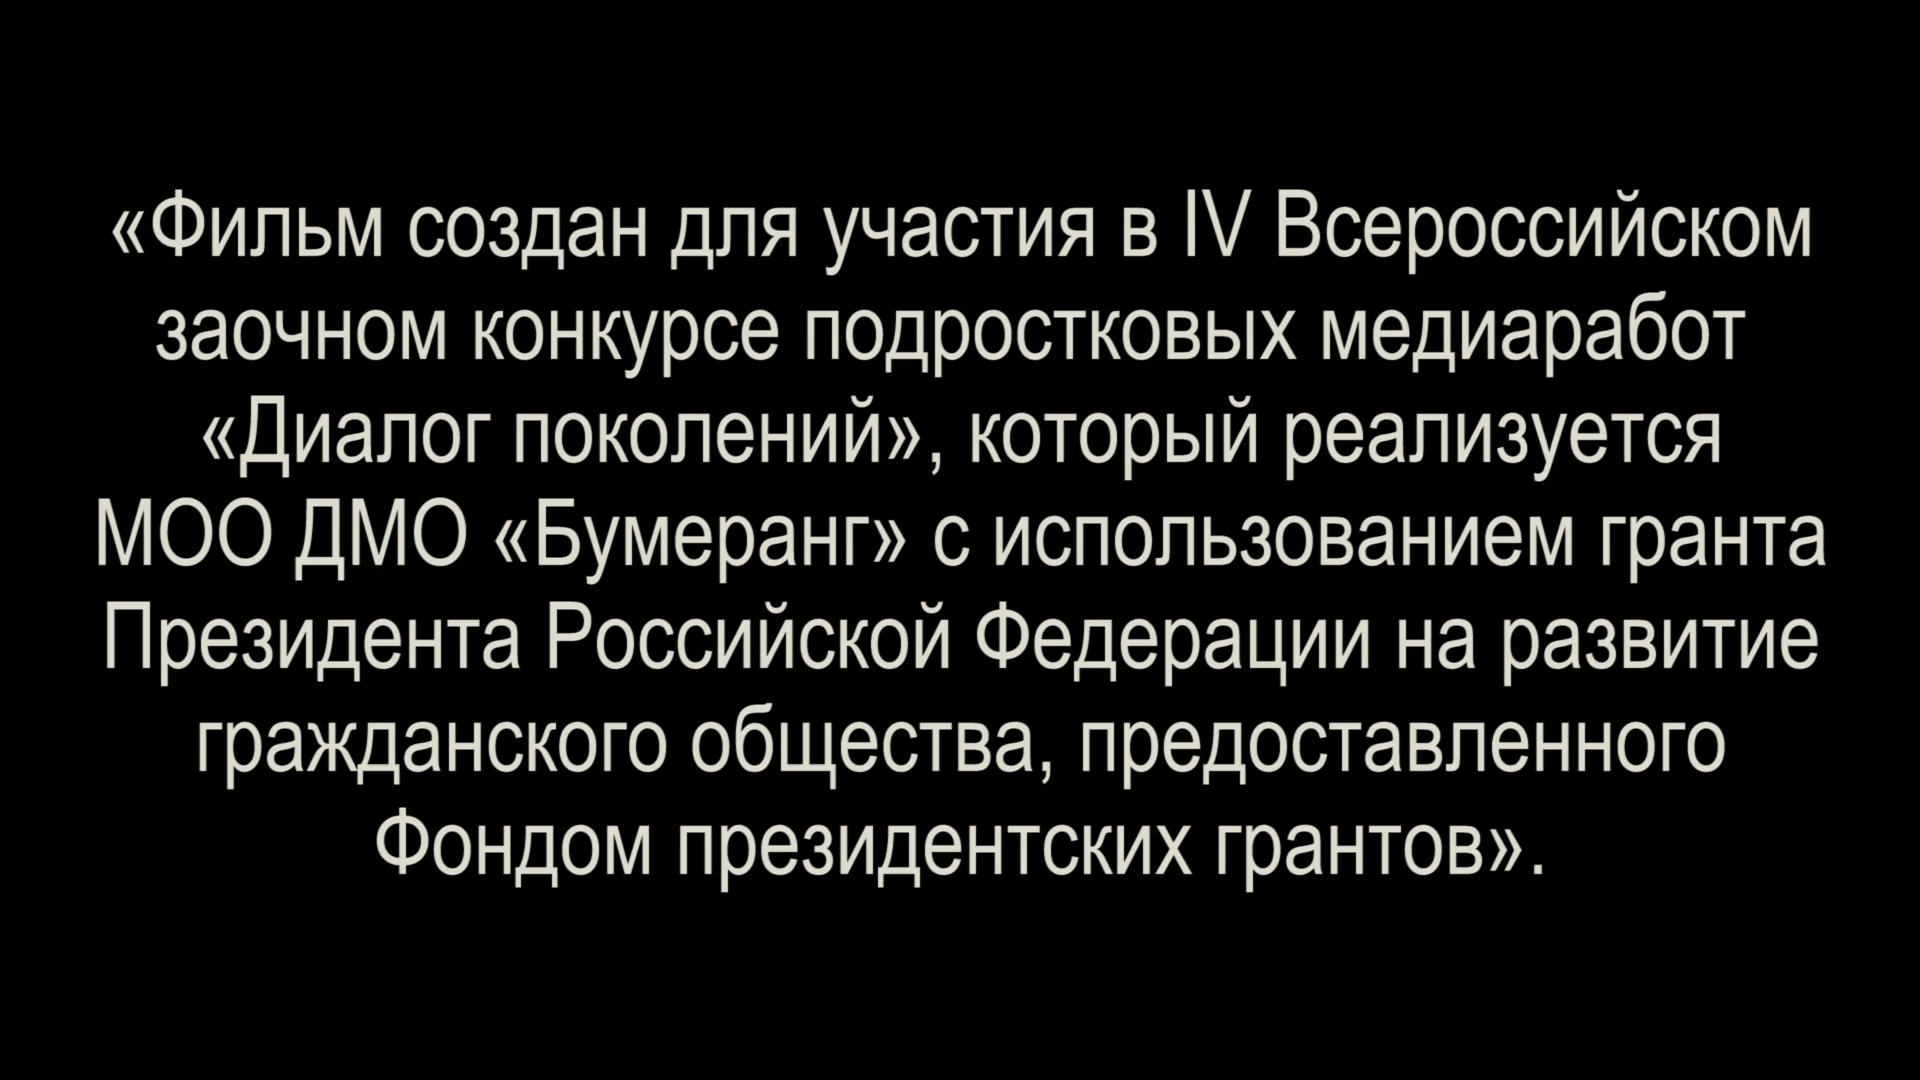 «Фильм создан для участия в IV Всероссийском
заочном конкурсе подростковых медиаработ
«Диалог поколений», который реализуется
МОО ДМО «Бумеранг» с использованием гранта
Президента Российской Федерации на развитие
гражданского общества, предоставленного
Фондом президентских грантов».